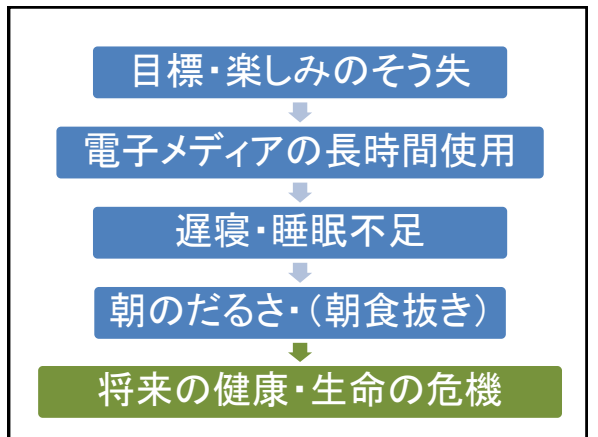 目標・楽しみのそう失
電子メディアの長時間使用
遅寝・睡眠不足
朝のだるさ・（朝食抜き）
将来の健康・生命の危機